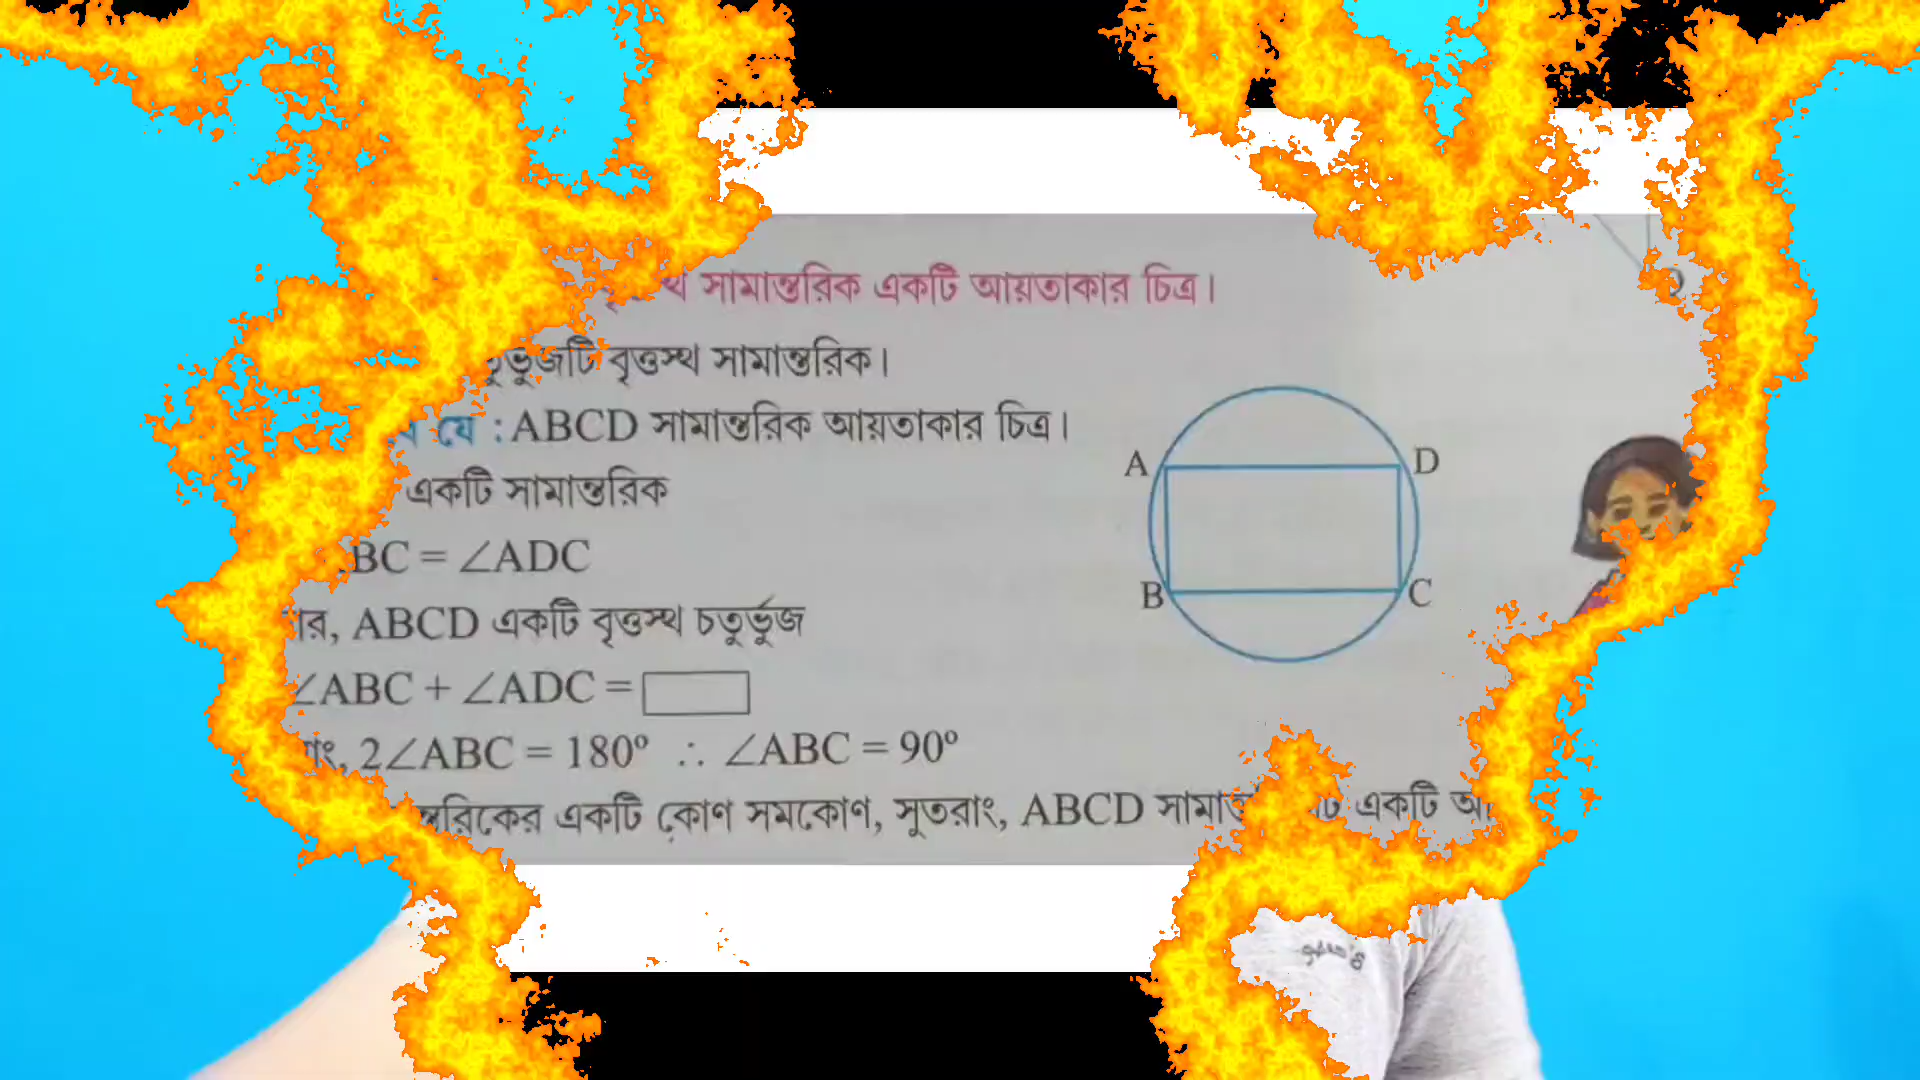 সামান্তরিক একটি আয়তাকার চিত্র।
বৃত্তস্থ সামান্তরিক।
যে : ABCD সামান্তরিক আয়তাকার চিত্র।
একটি সামান্তরিক
BC = ∠ADC
ABCD একটি বৃত্তস্থ চতুর্ভুজ
∠ABC + ∠ADC =
2∠ABC = 180° ∴ ∠ABC = 90°
একটি কোণ সমকোণ, সুতরাং, ABCD একটি
A
D
B
C